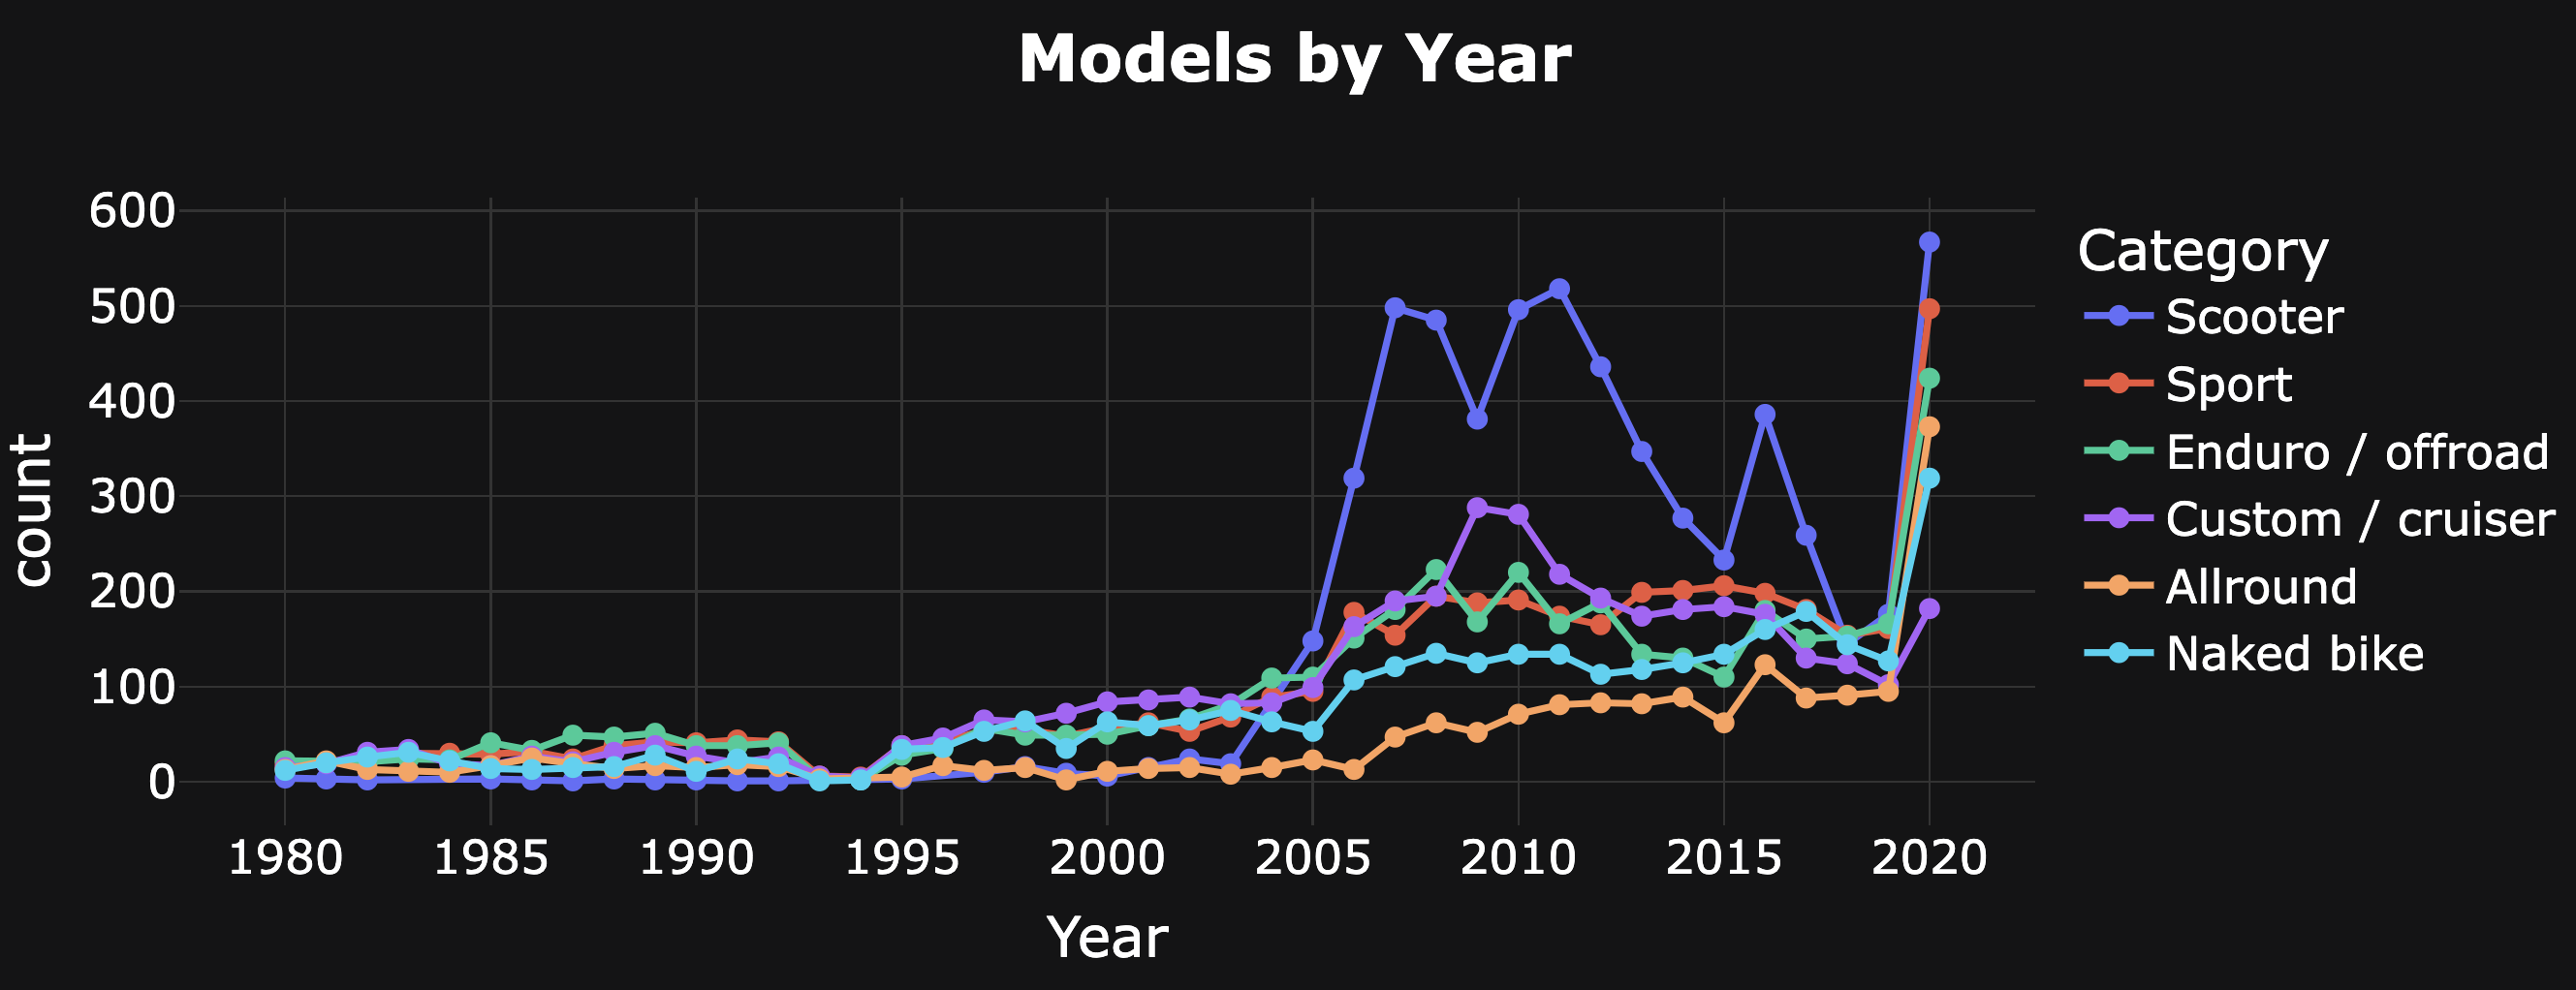 Models by Year
600
500
400
300
200
100
0
count
1980 1985 1990 1995 2000 2005 2010 2015 2020
Year
Category
Scooter
Sport
Enduro / offroad
Custom / cruiser
Allround
Naked bike